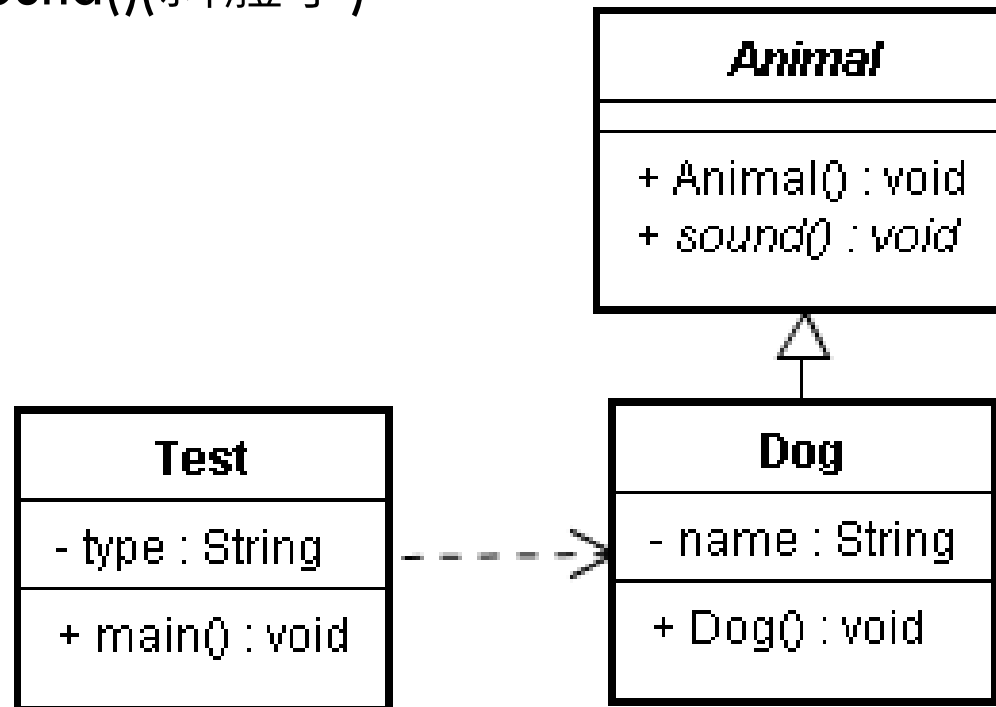 Animal
+ Animal() : void
+ sound() : void
Test
- type : String
+ main() : void
Dog
- name : String
+ Dog() : void